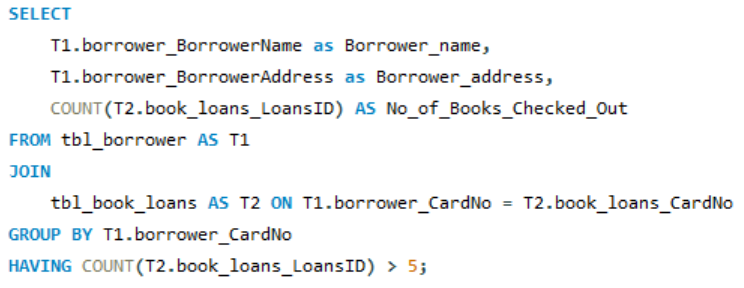 SELECT
    T1.borrower_BorrowerName as Borrower_name,
    T1.borrower_BorrowerAddress as Borrower_address,
    COUNT(T2.book_loans_LoansID) AS No_of_Books_Checked_Out
FROM tbl_borrower AS T1
JOIN
    tbl_book_loans AS T2 ON T1.borrower_CardNo = T2.book_loans_CardNo
GROUP BY T1.borrower_CardNo
HAVING COUNT(T2.book_loans_LoansID) > 5;